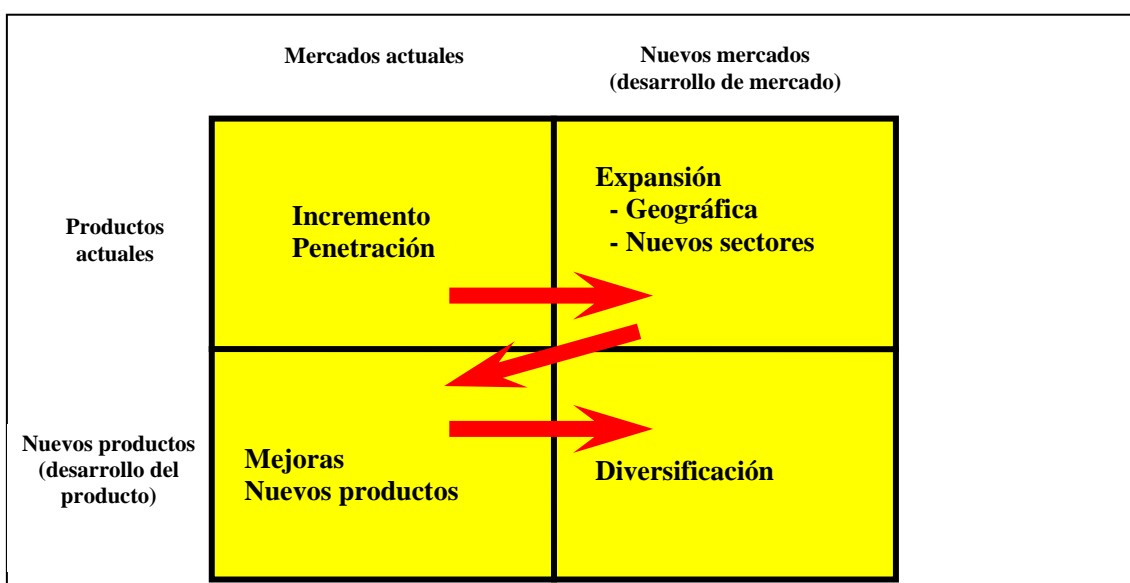 Mercados actuales
Nuevos mercados
(desarrollo de mercado)
Productos
actuales
Incremento
Penetración
Expansión
- Geográfica
- Nuevos sectores
Nuevos productos
(desarrollo del
producto)
Mejoras
Nuevos productos
Diversificación